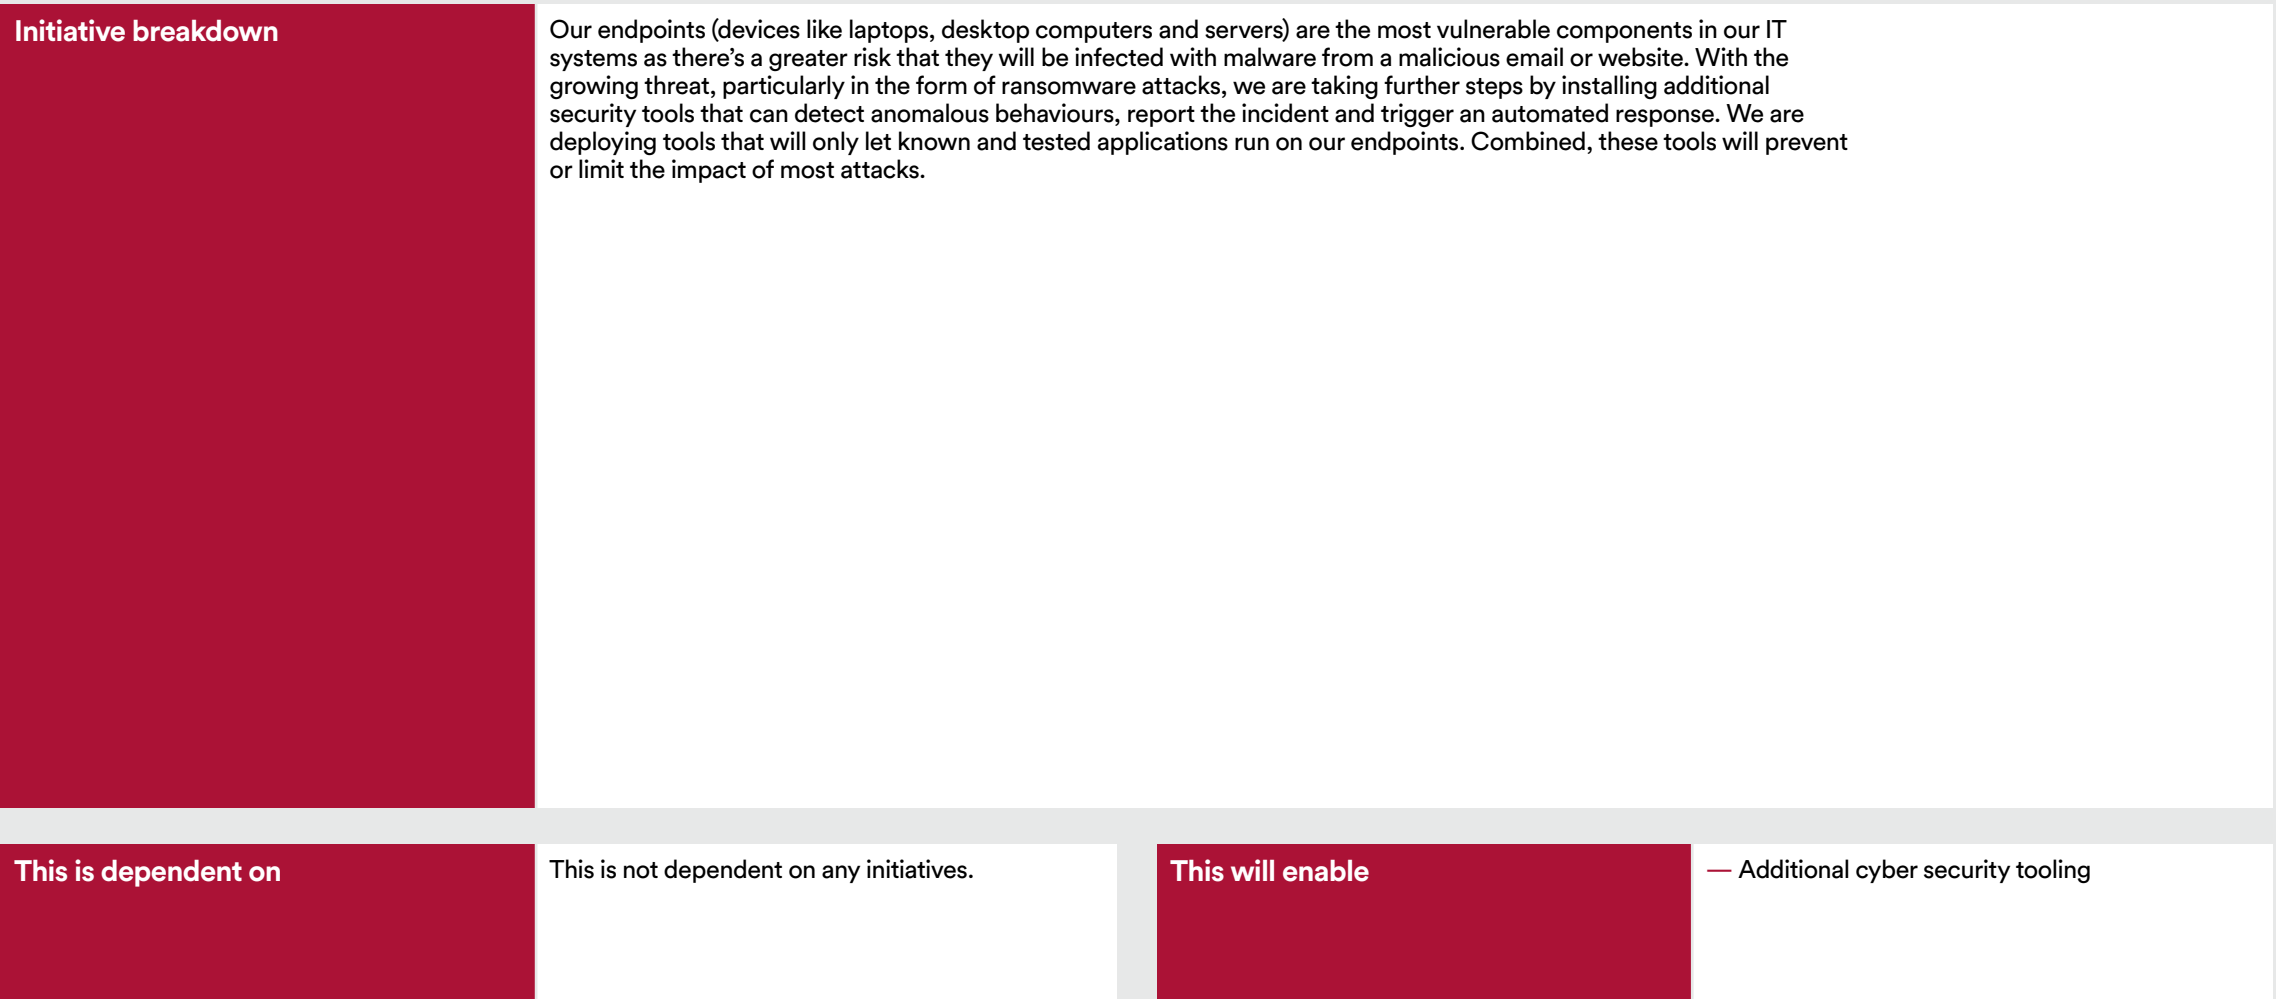 Initiative breakdown
Our endpoints (devices like laptops, desktop computers and servers) are the most vulnerable components in our IT
systems as there’s a greater risk that they will be infected with malware from a malicious email or website. With the
growing threat, particularly in the form of ransomware attacks, we are taking further steps by installing additional
security tools that can detect anomalous behaviours, report the incident and trigger an automated response. We are
deploying tools that will only let known and tested applications run on our endpoints. Combined, these tools will prevent
or limit the impact of most attacks.
This is dependent on
This is not dependent on any initiatives.
This will enable
— Additional cyber security tooling